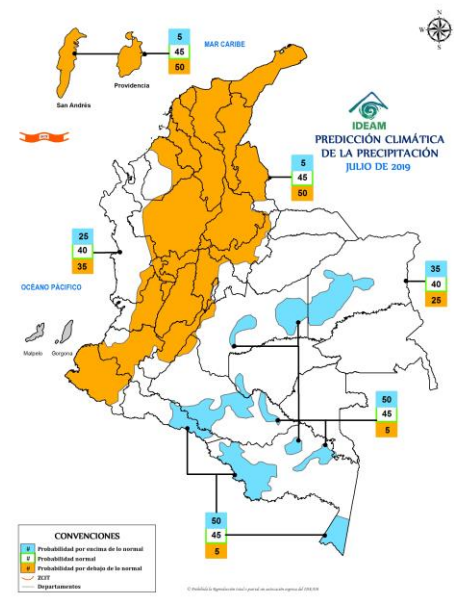 5
45
50
MAR CARIBE
N
W
E
S
San Andrés
Providencia
IDEAM
PREDICCIÓN CLIMÁTICA
DE LA PRECIPITACIÓN
JULIO DE 2019
5
45
50
25
40
35
OCÉANO PÁCIFICO
35
40
25
Malpelo
Gorgona
50
45
5
50
45
5
CONVENCIONES
# Probabilidad por encima de lo normal
# Probabilidad normal
# Probabilidad por debajo de lo normal
ZCIT
Departamentos